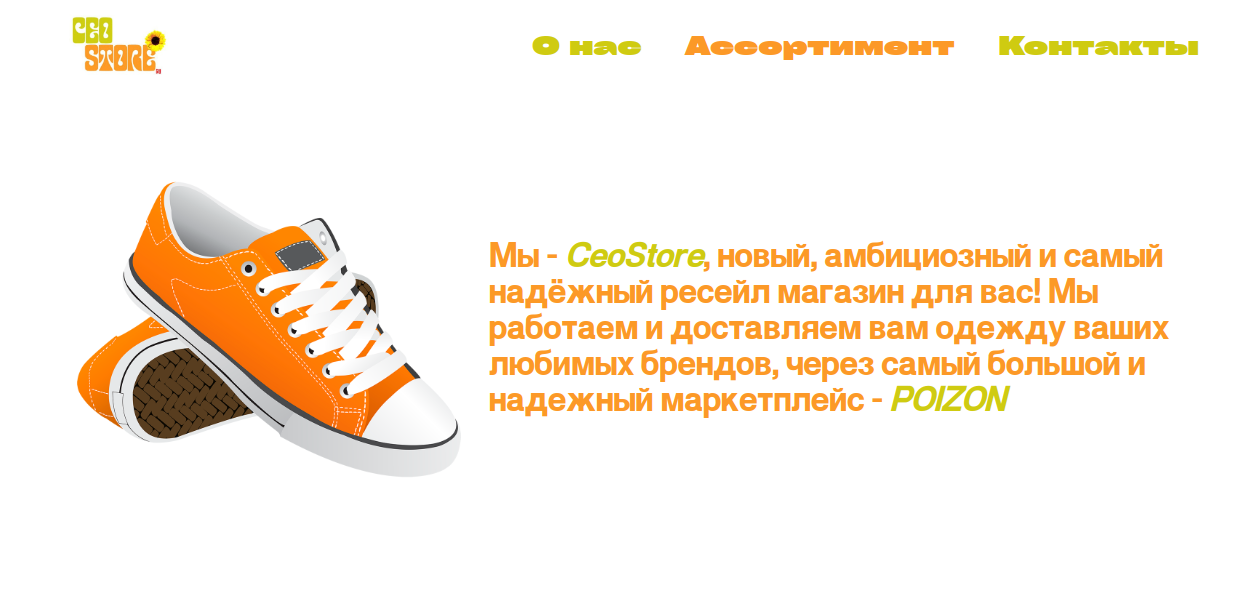 CEO
STORE
О нас Ассортимент Контакты
Мы - CeoStore, новый, амбициозный и самый
надёжный ресейл магазин для вас! Мы
работаем и доставляем вам одежду ваших
любимых брендов, через самый большой и
надежный маркетплейс - POIZON